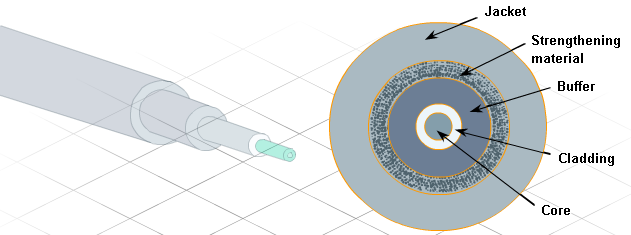 Jacket
Strengthening
material
Buffer
Cladding
Core